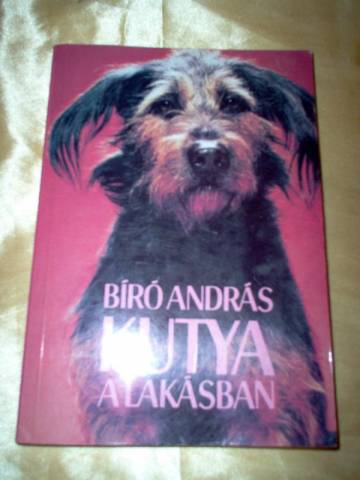 BÍRÓ ANDRÁS
KUTYA
A LAKÁSBAN